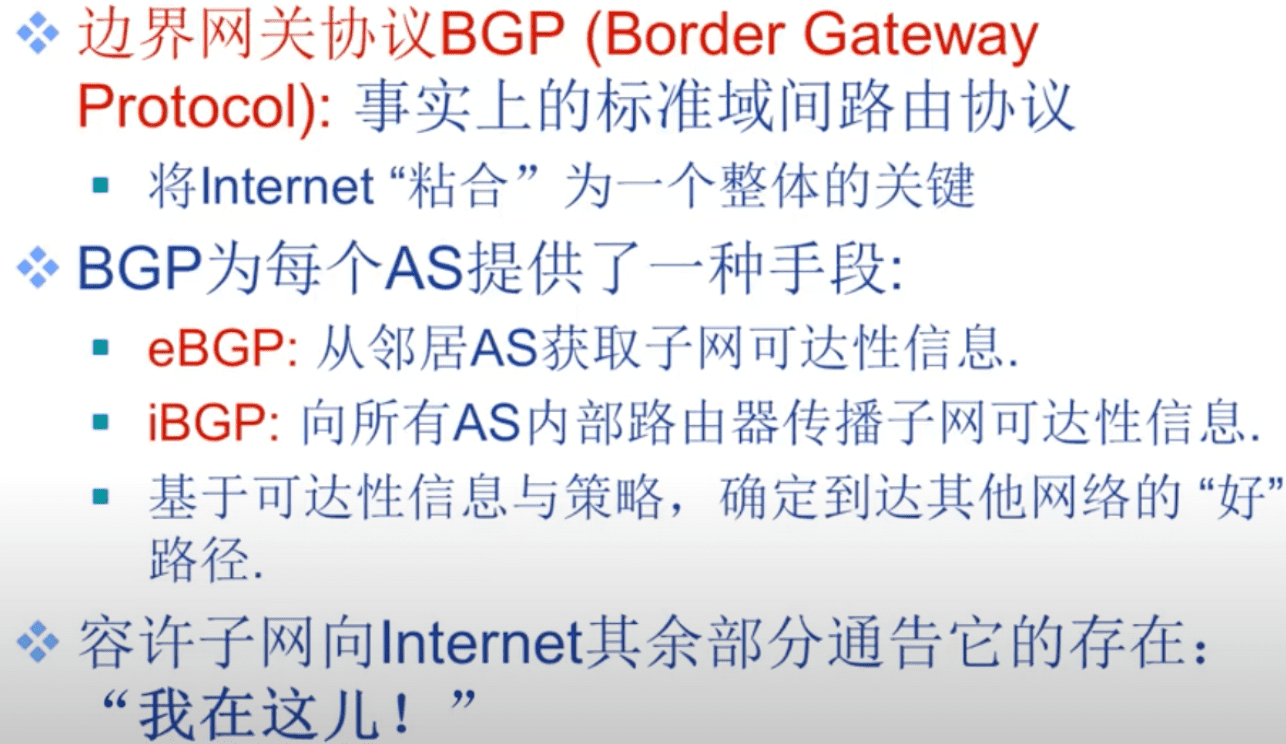 边界网关协议BGP (Border Gateway
Protocol): 事实上的标准域间路由协议
将Internet “粘合”为一个整体的关键
BGP为每个AS提供了一种手段:
eBGP: 从邻居AS获取子网可达性信息.
iBGP: 向所有AS内部路由器传播子网可达性信息.
基于可达性信息与策略，确定到达其他网络的 “好”
路径.
容许子网向Internet其余部分通告它的存在：
“我在这儿！”